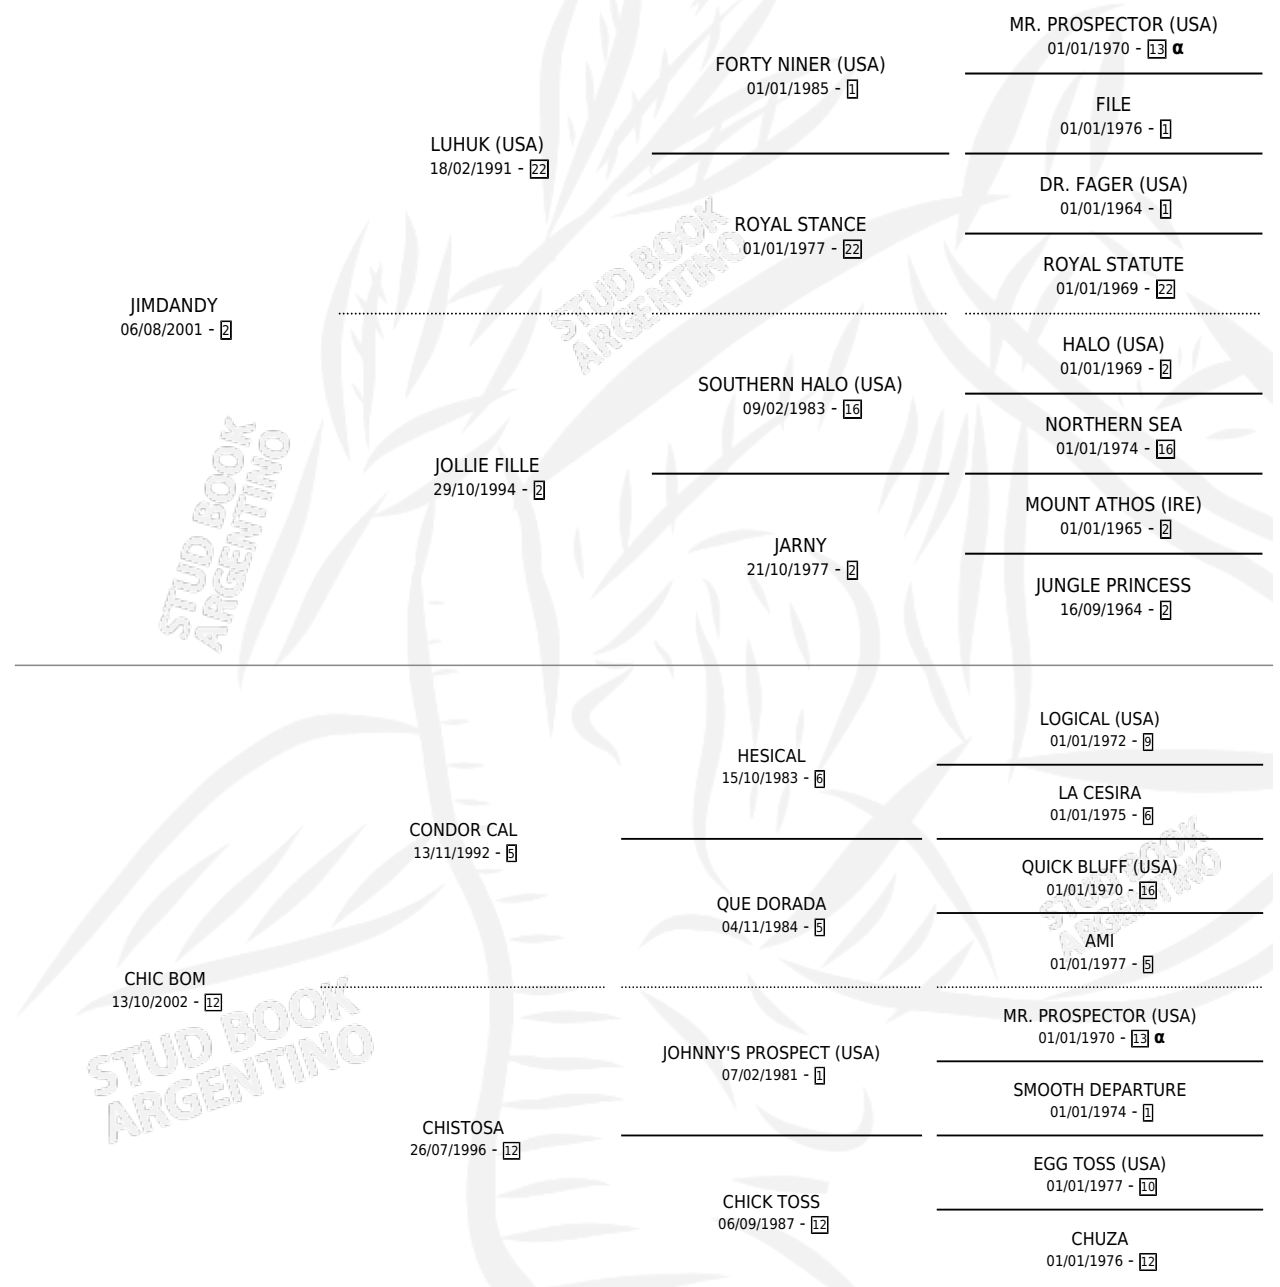 MR. PROSPECTOR (USA)
01/01/1970 - 13 α
FORTY NINER (USA)
01/01/1985 - 1
FILE
01/01/1976 - 1
LUHUK (USA)
18/02/1991 - 22
DR. FAGER (USA)
01/01/1964 - 1
ROYAL STANCE
01/01/1977 - 22
ROYAL STATUTE
01/01/1969 - 22
STUD BOOK
ARGENTINO
JIMDANDY
06/08/2001 - 2
HALO (USA)
01/01/1969 - 2
SOUTHERN HALO (USA)
09/02/1983 - 16
NORTHERN SEA
01/01/1974 - 16
JOLLIE FILLE
29/10/1994 - 2
MOUNT ATHOS (IRE)
01/01/1965 - 2
JARNY
21/10/1977 - 2
JUNGLE PRINCESS
16/09/1964 - 2
STUD BOOK
ARGENTINO
LOGICAL (USA)
01/01/1972 - 9
HESICAL
15/10/1983 - 6
LA CESIRA
01/01/1975 - 6
CONDOR CAL
13/11/1992 - 5
QUICK BLUFF (USA)
01/01/1970 - 16
QUE DORADA
04/11/1984 - 5
AMI
01/01/1977 - 5
STUD BOOK
ARGENTINO
CHIC BOM
13/10/2002 - 12
STUD BOOK
ARGENTINO
MR. PROSPECTOR (USA)
01/01/1970 - 13 α
JOHNNY'S PROSPECT (USA)
07/02/1981 - 1
SMOOTH DEPARTURE
01/01/1974 - 1
CHISTOSA
26/07/1996 - 12
EGG TOSS (USA)
01/01/1977 - 10
CHICK TOSS
06/09/1987 - 12
CHUZA
01/01/1976 - 12